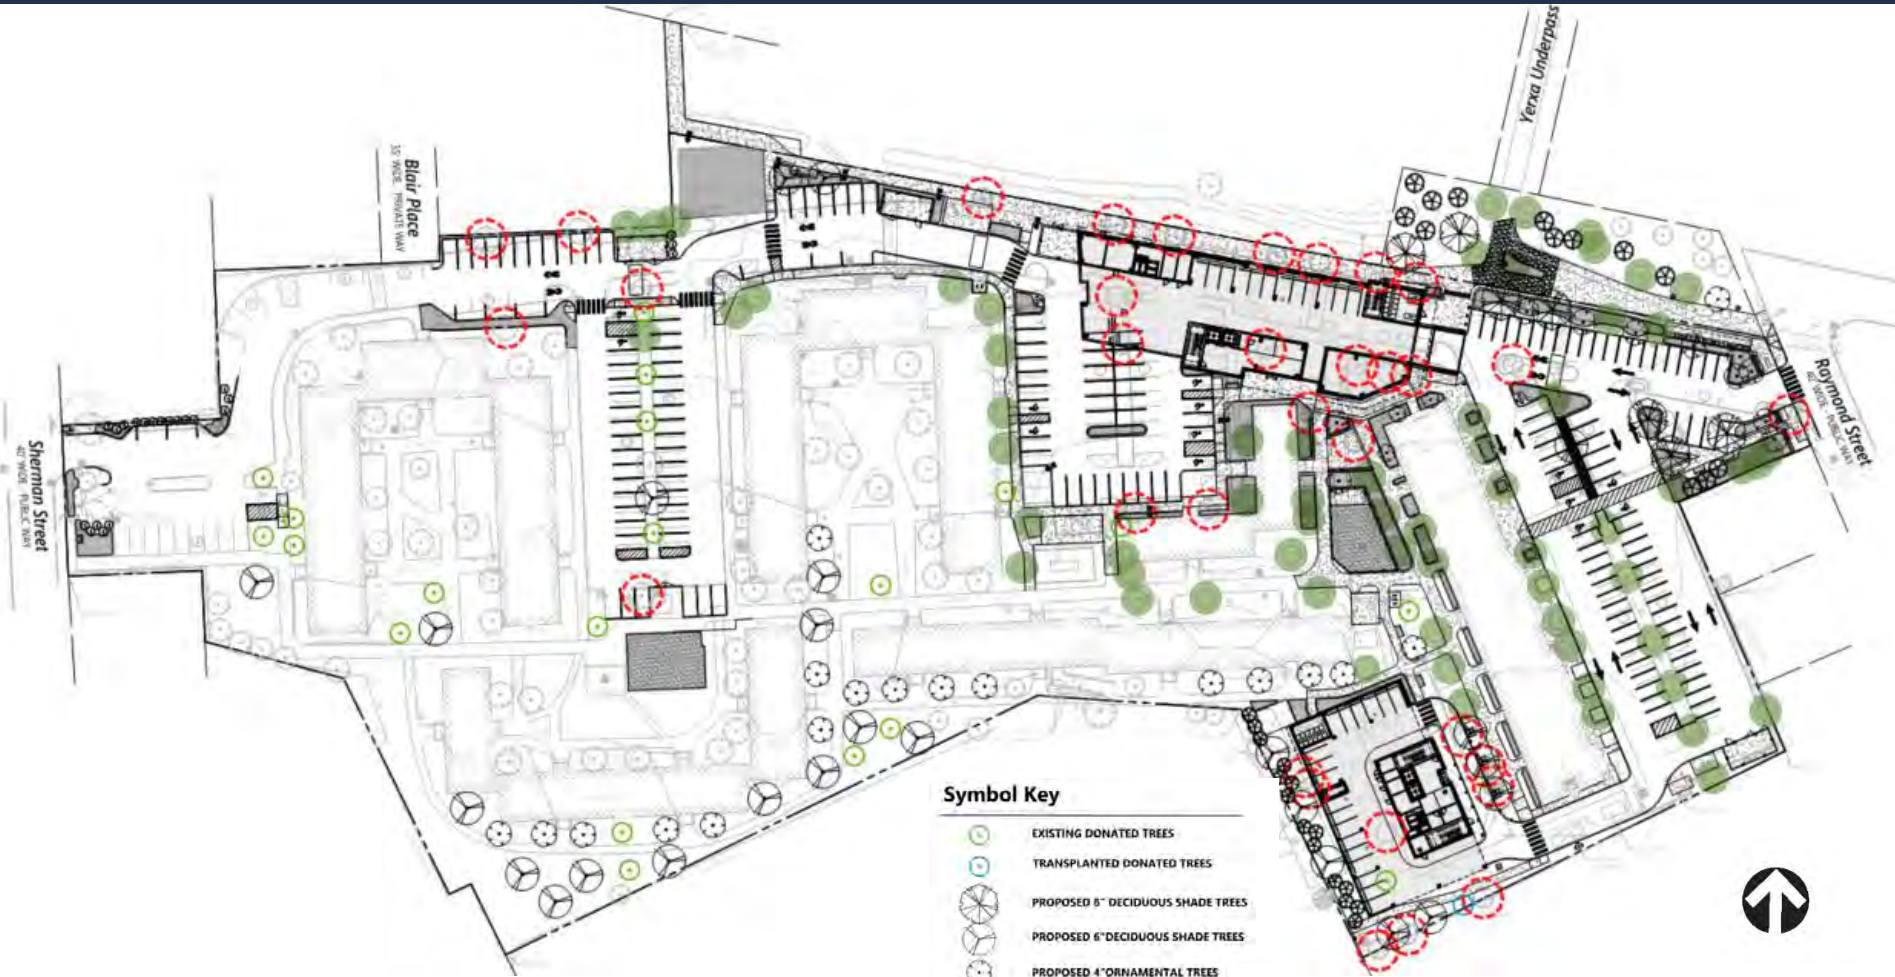 Yerxa Underpass
Blair Place
35' WIDE PRIVATE WAY
Raymond Street
40' WIDE - PUBLIC WAY
Sherman Street
40' WIDE - PUBLIC WAY
Symbol Key
EXISTING DONATED TREES
TRANSPLANTED DONATED TREES
PROPOSED 8" DECIDUOUS SHADE TREES
PROPOSED 6"DECIDUOUS SHADE TREES
PROPOSED 4"ORNAMENTAL TREES